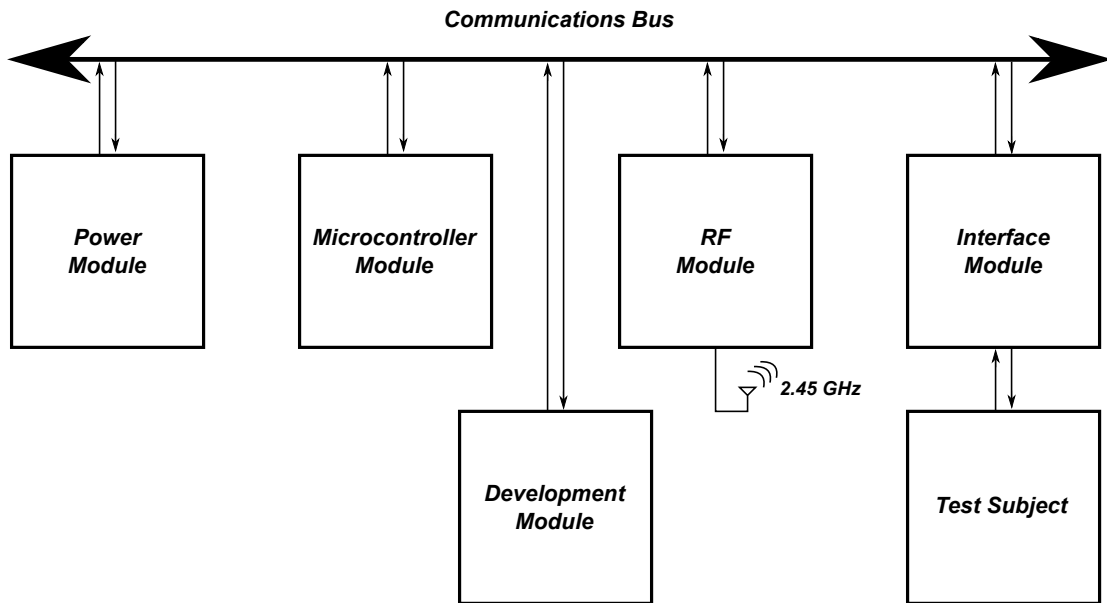 Communications Bus
Power
Module
Microcontroller
Module
RF
Module
Interface
Module
2.45 GHz
Development
Module
Test Subject